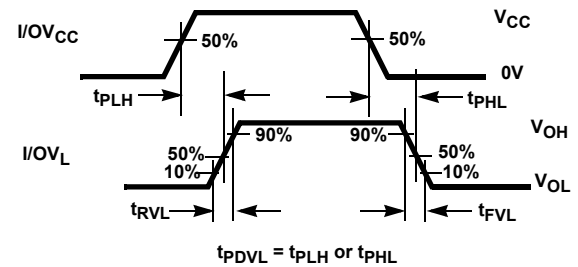 I/OVCC
50%
50%
VCC
0V
tPLH
tPHL
I/OVL
90%
90%
VOH
50%
10%
50%
10%
VOL
tRVL
tFVL
tPDVL = tPLH or tPHL